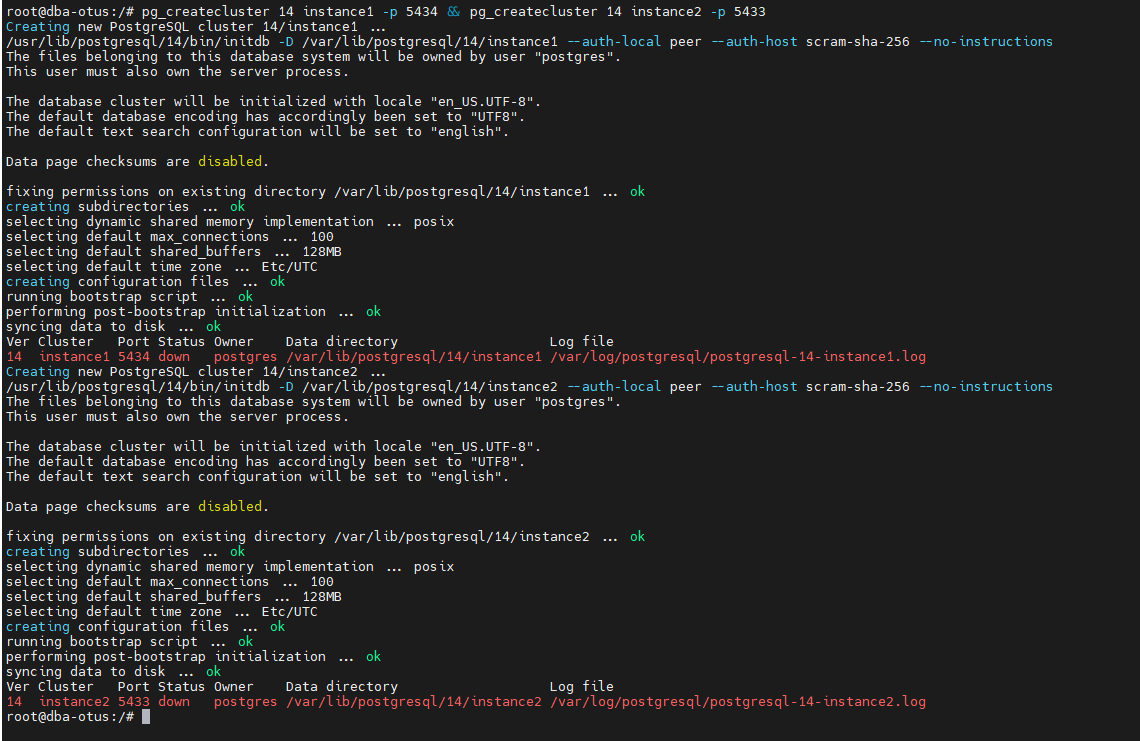 root@dba-otus:/# pg_createcluster 14 instance1 -p 5434 && pg_createcluster 14 instance2 -p 5433
Creating new PostgreSQL cluster 14/instance1 ...
/usr/lib/postgresql/14/bin/initdb -D /var/lib/postgresql/14/instance1 --auth-local peer --auth-host scram-sha-256 --no-instructions
The files belonging to this database system will be owned by user "postgres".
This user must also own the server process.

The database cluster will be initialized with locale "en_US.UTF-8".
The default database encoding has accordingly been set to "UTF8".
The default text search configuration will be set to "english".

Data page checksums are disabled.

fixing permissions on existing directory /var/lib/postgresql/14/instance1 ... ok
creating subdirectories ... ok
selecting dynamic shared memory implementation ... posix
selecting default max_connections ... 100
selecting default shared_buffers ... 128MB
selecting default time zone ... Etc/UTC
creating configuration files ... ok
running bootstrap script ... ok
performing post-bootstrap initialization ... ok
syncing data to disk ... ok
Ver Cluster   Port Status Owner    Data directory                   Log file
14  instance1 5434 down   postgres /var/lib/postgresql/14/instance1 /var/log/postgresql/postgresql-14-instance1.log
Creating new PostgreSQL cluster 14/instance2 ...
/usr/lib/postgresql/14/bin/initdb -D /var/lib/postgresql/14/instance2 --auth-local peer --auth-host scram-sha-256 --no-instructions
The files belonging to this database system will be owned by user "postgres".
This user must also own the server process.

The database cluster will be initialized with locale "en_US.UTF-8".
The default database encoding has accordingly been set to "UTF8".
The default text search configuration will be set to "english".

Data page checksums are disabled.

fixing permissions on existing directory /var/lib/postgresql/14/instance2 ... ok
creating subdirectories ... ok
selecting dynamic shared memory implementation ... posix
selecting default max_connections ... 100
selecting default shared_buffers ... 128MB
selecting default time zone ... Etc/UTC
creating configuration files ... ok
running bootstrap script ... ok
performing post-bootstrap initialization ... ok
syncing data to disk ... ok
Ver Cluster   Port Status Owner    Data directory                   Log file
14  instance2 5433 down   postgres /var/lib/postgresql/14/instance2 /var/log/postgresql/postgresql-14-instance2.log
root@dba-otus:/#